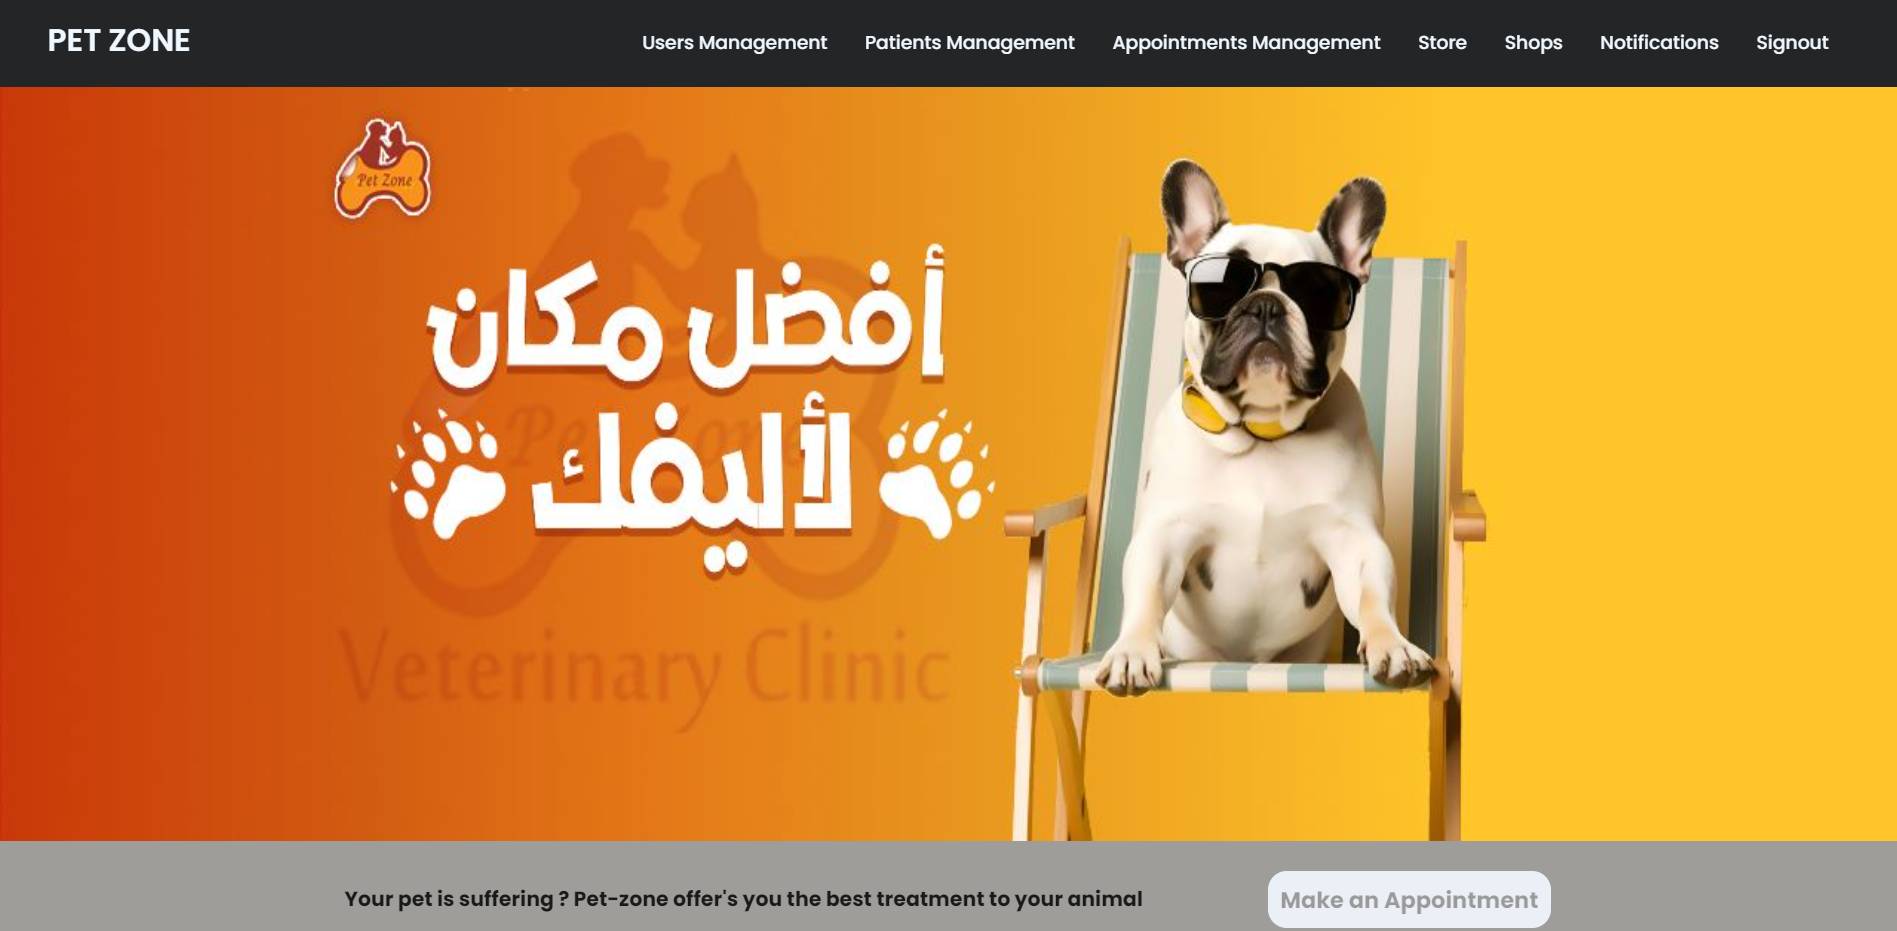 PET ZONE
Users Management Patients Management Appointments Management Store Shops Notifications Signout
Pet Zone
أفضل مكان
لأليفك
Pet Zone
Veterinary Clinic
Your pet is suffering ? Pet-zone offer's you the best treatment to your animal
Make an Appointment